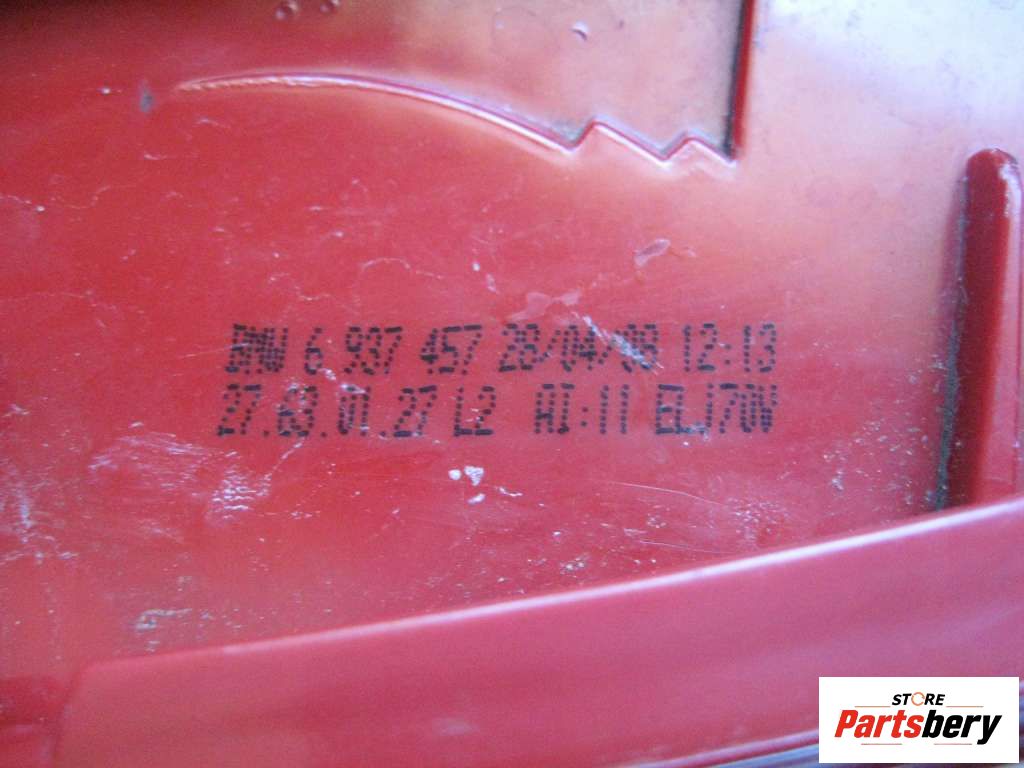 BMW 6 937 457 28/04/08 12:13
27.63.01.27 L2 AI:11 ELJ70V
STORE
Partsbery